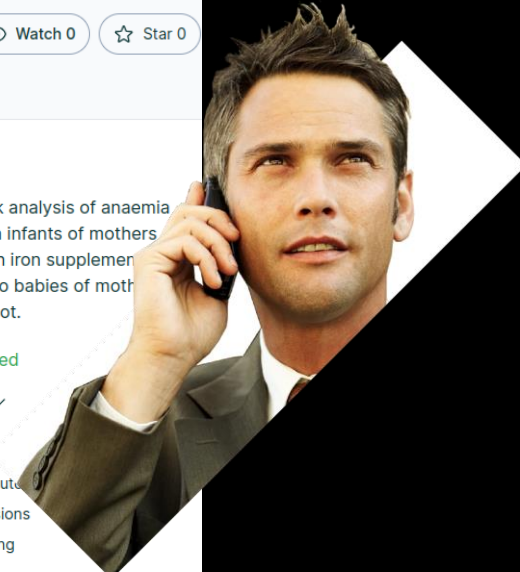 Watch 0
Star 0
analysis of anaemia
infants of mothers
iron supplemen
babies of moth
ot.
ed
ions
ng